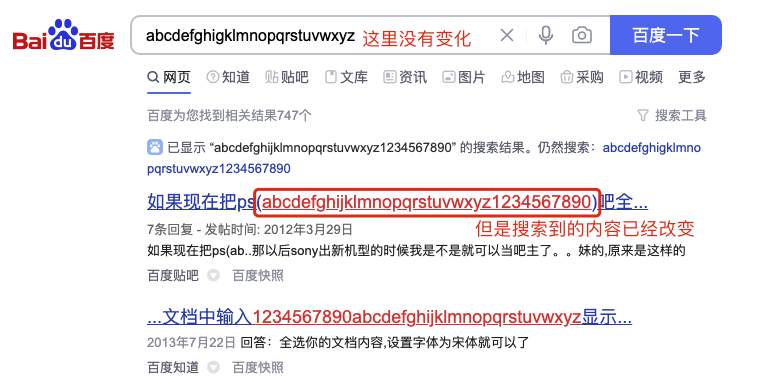 Bai du 百度 abcdefghigklmnopqrstuvwxyz 这里没有变化 百度一下
网页 知道 贴吧 文库 资讯 图片 地图 采购 视频 更多
百度为您找到相关结果747个 搜索工具
已显示 “abcdefghijklmnopqrstuvwxyz1234567890” 的搜索结果。仍然搜索：abcdefghigklmno
pqrstuvwxyz1234567890
如果现在把ps(abcdefghijklmnopqrstuvwxyz1234567890)吧全...
7条回复 - 发帖时间: 2012年3月29日 但是搜索到的内容已经改变
如果现在把ps(ab..那以后sony出新机型的时候我是不是就可以当吧主了。。妹的,原来是这样的
百度贴吧 百度快照
...文档中输入1234567890abcdefghijklmnopqrstuvwxyz显示...
2013年7月22日 回答：全选你的文档内容,设置字体为宋体就可以了
百度知道 百度快照